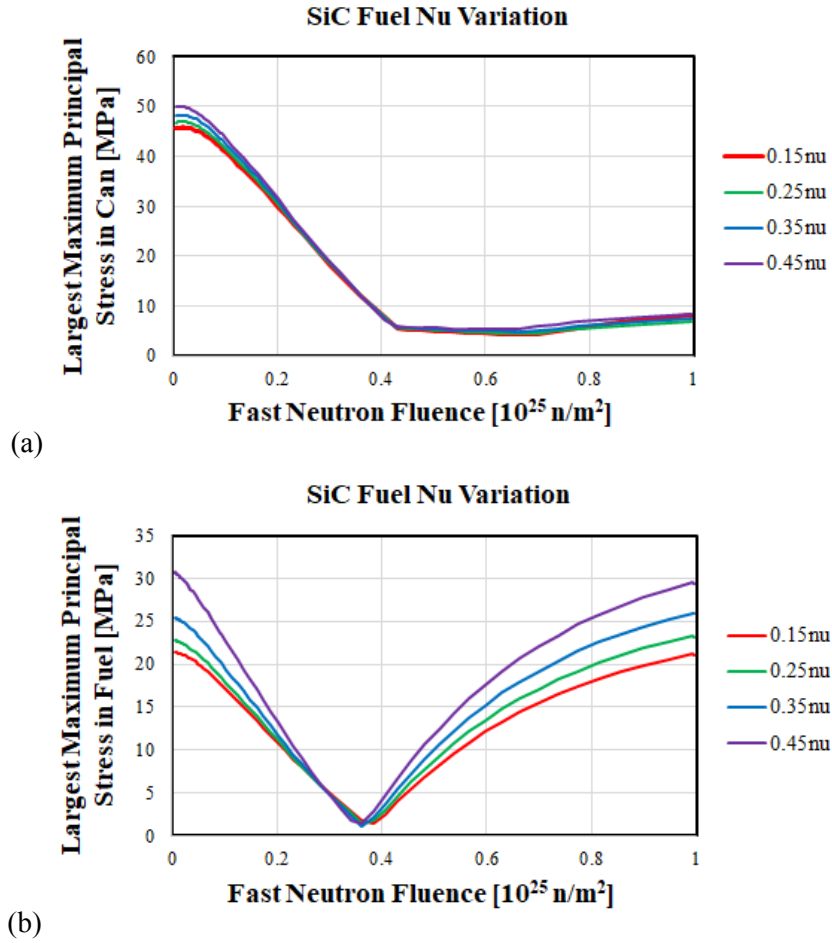 SiC Fuel Nu Variation
Largest Maximum Principal
Stress in Can [MPa]
60
50
40
30
20
10
0
0 0.2 0.4 0.6 0.8 1
Fast Neutron Fluence [10²⁵ n/m²]
0.15nu
0.25nu
0.35nu
0.45nu
(a)
SiC Fuel Nu Variation
Largest Maximum Principal
Stress in Fuel [MPa]
35
30
25
20
15
10
5
0
0 0.2 0.4 0.6 0.8 1
Fast Neutron Fluence [10²⁵ n/m²]
0.15nu
0.25nu
0.35nu
0.45nu
(b)